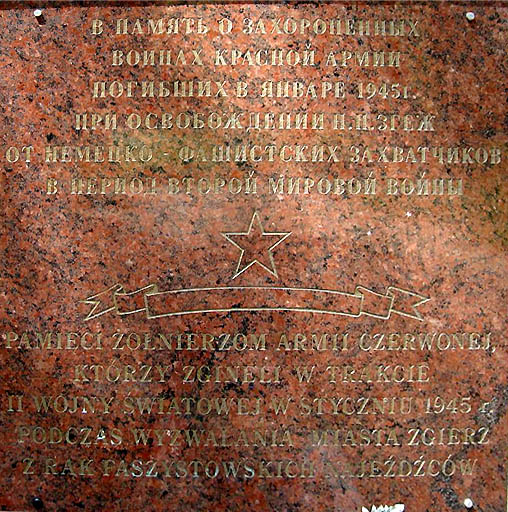 В ПАМЯТЬ О ЗАХОРОНЕННЫХ
ВОИНАХ КРАСНОЙ АРМИИ
ПОГИБШИХ В ЯНВАРЕ 1945г.
ПРИ ОСВОБОЖДЕНИИ Н.П.ЗГЕЖ
ОТ НЕМЕЦКО - ФАШИСТСКИХ ЗАХВАТЧИКОВ
В ПЕРИОД ВТОРОЙ МИРОВОЙ ВОЙНЫ
PAMIĘCI ŻOŁNIERZOM ARMII CZERWONEJ,
KTÓRZY ZGINELI W TRAKCIE
II WOJNY ŚWIATOWEJ W STYCZNIU 1945 r.
PODCZAS WYZWALANIA MIASTA ZGIERZ
Z RĄK FASZYSTOWSKICH NAJEŹDŹCÓW